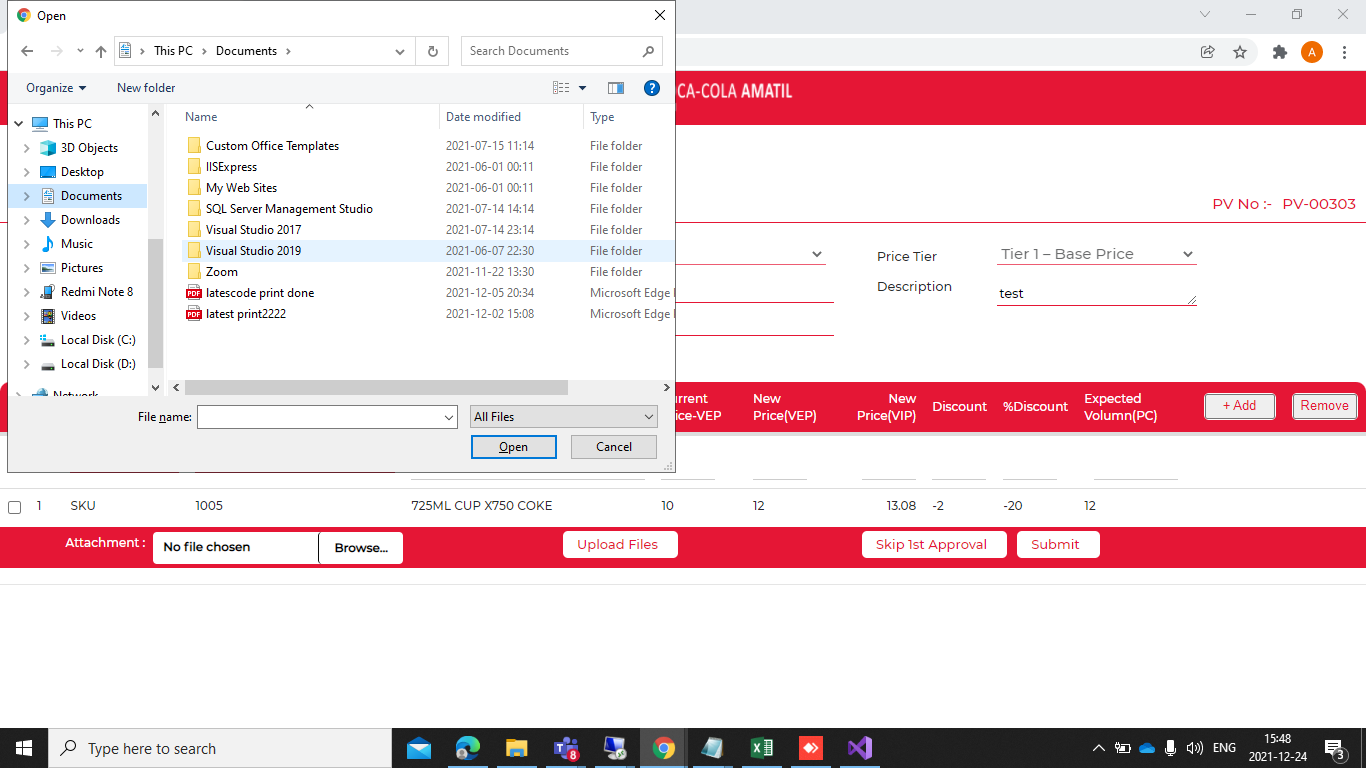 Open
This PC > Documents >
Search Documents
Organize
New folder
Name
Date modified
Type
This PC
3D Objects
Desktop
Documents
Downloads
Music
Pictures
Redmi Note 8
Videos
Local Disk (C:)
Local Disk (D:)
Network
Custom Office Templates 2021-07-15 11:14 File folder
IISExpress 2021-06-01 00:11 File folder
My Web Sites 2021-06-01 00:11 File folder
SQL Server Management Studio 2021-07-14 14:14 File folder
Visual Studio 2017 2021-07-14 23:14 File folder
Visual Studio 2019 2021-06-07 22:30 File folder
Zoom 2021-11-22 13:30 File folder
PDF latescode print done 2021-12-05 20:34 Microsoft Edge
PDF latest print2222 2021-12-02 15:08 Microsoft Edge
File name:
All Files
Open
Cancel
A
CA-COLA AMATIL
PV No :- PV-00303
Price Tier
Tier 1 – Base Price
Description
test
New
Price(VEP)
New
Price(VIP)
Discount
%Discount
Expected
Volumn(PC)
+ Add
Remove
1 SKU 1005 725ML CUP X750 COKE 10 12 13.08 -2 -20 12
Attachment :
No file chosen
Browse...
Upload Files
Skip 1st Approval
Submit
Type here to search
8
ENG
15:48
2021-12-24
3